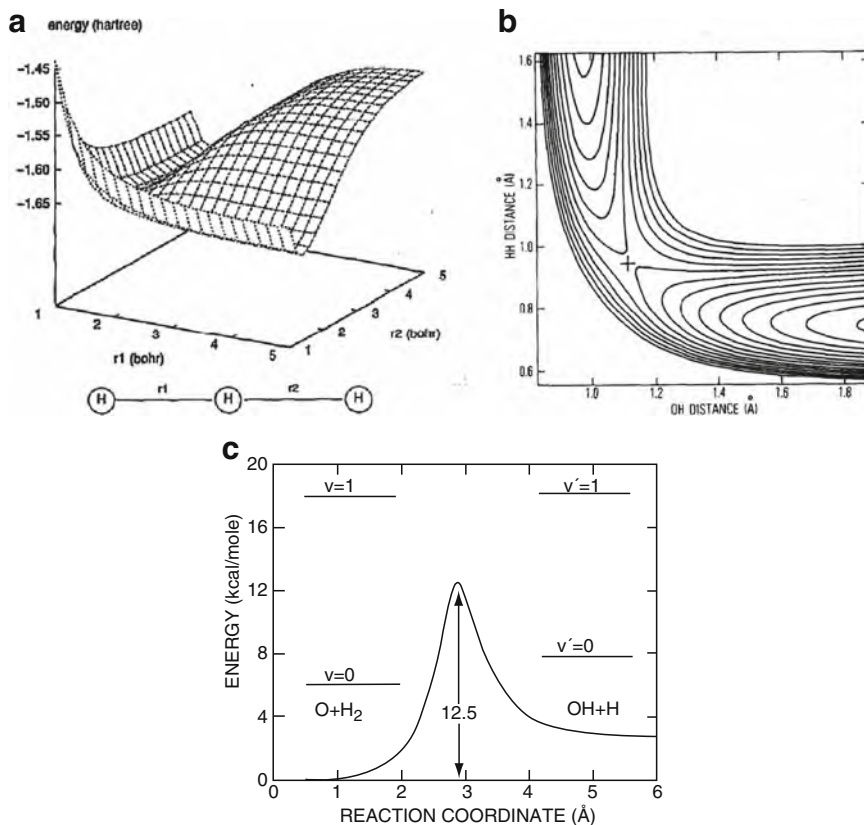 a
energy (hartree)
-1.45
-1.50
-1.55
-1.60
-1.65
1
2
3
4
5
r1 (bohr)
1
2
3
4
5
r2 (bohr)
H r1 H r2 H
b
1.6
1.4
1.2
1.0
0.8
0.6
HH DISTANCE (Å)
1.0 1.2 1.4 1.6 1.8
OH DISTANCE (Å)
c
20
16
12
8
4
0
ENERGY (kcal/mole)
v=1
v´=1
v=0
v´=0
O+H₂
OH+H
12.5
0 1 2 3 4 5 6
REACTION COORDINATE (Å)